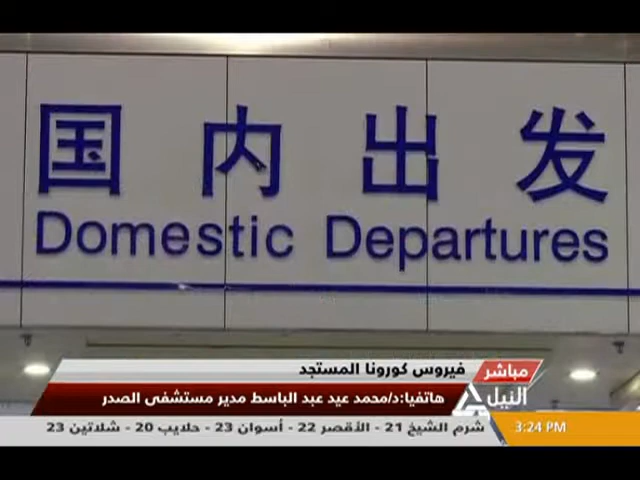 国内出发
Domestic Departures
فيروس كورونا المستجد
مباشر
هاتفيا:د/محمد عيد عبد الباسط مدير مستشفى الصدر
النيل
شرم الشيخ 21 - الأقصر 22 - أسوان 23 - حلايب 20 - شلاتين 23
3:24 PM